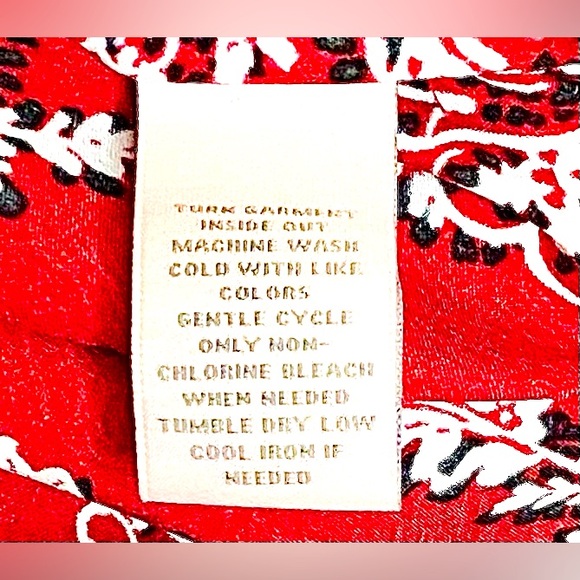 TURN GARMENT
INSIDE OUT
MACHINE WASH
COLD WITH LIKE
COLORS
GENTLE CYCLE
ONLY NON-
CHLORINE BLEACH
WHEN NEEDED
TUMBLE DRY LOW
COOL IRON IF
NEEDED